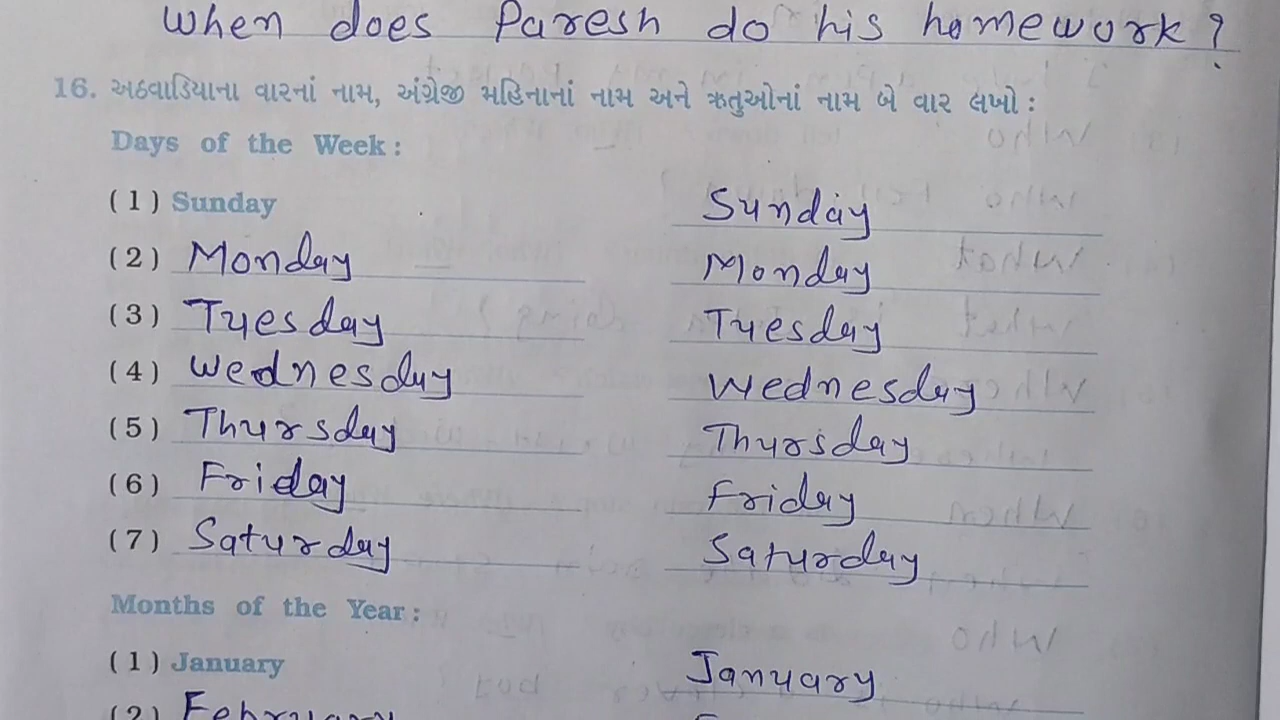 When does Paresh do his homework?
16. અઠવાડિયાના વારનાં નામ, અંગ્રેજી મહિનાનાં નામ અને ઋતુઓનાં નામ બે વાર લખો :
Days of the Week :
(1) Sunday Sunday
(2) Monday Monday
(3) Tuesday Tuesday
(4) Wednesday Wednesday
(5) Thursday Thursday
(6) Friday Friday
(7) Saturday Saturday
Months of the Year :
(1) January January
(2) February